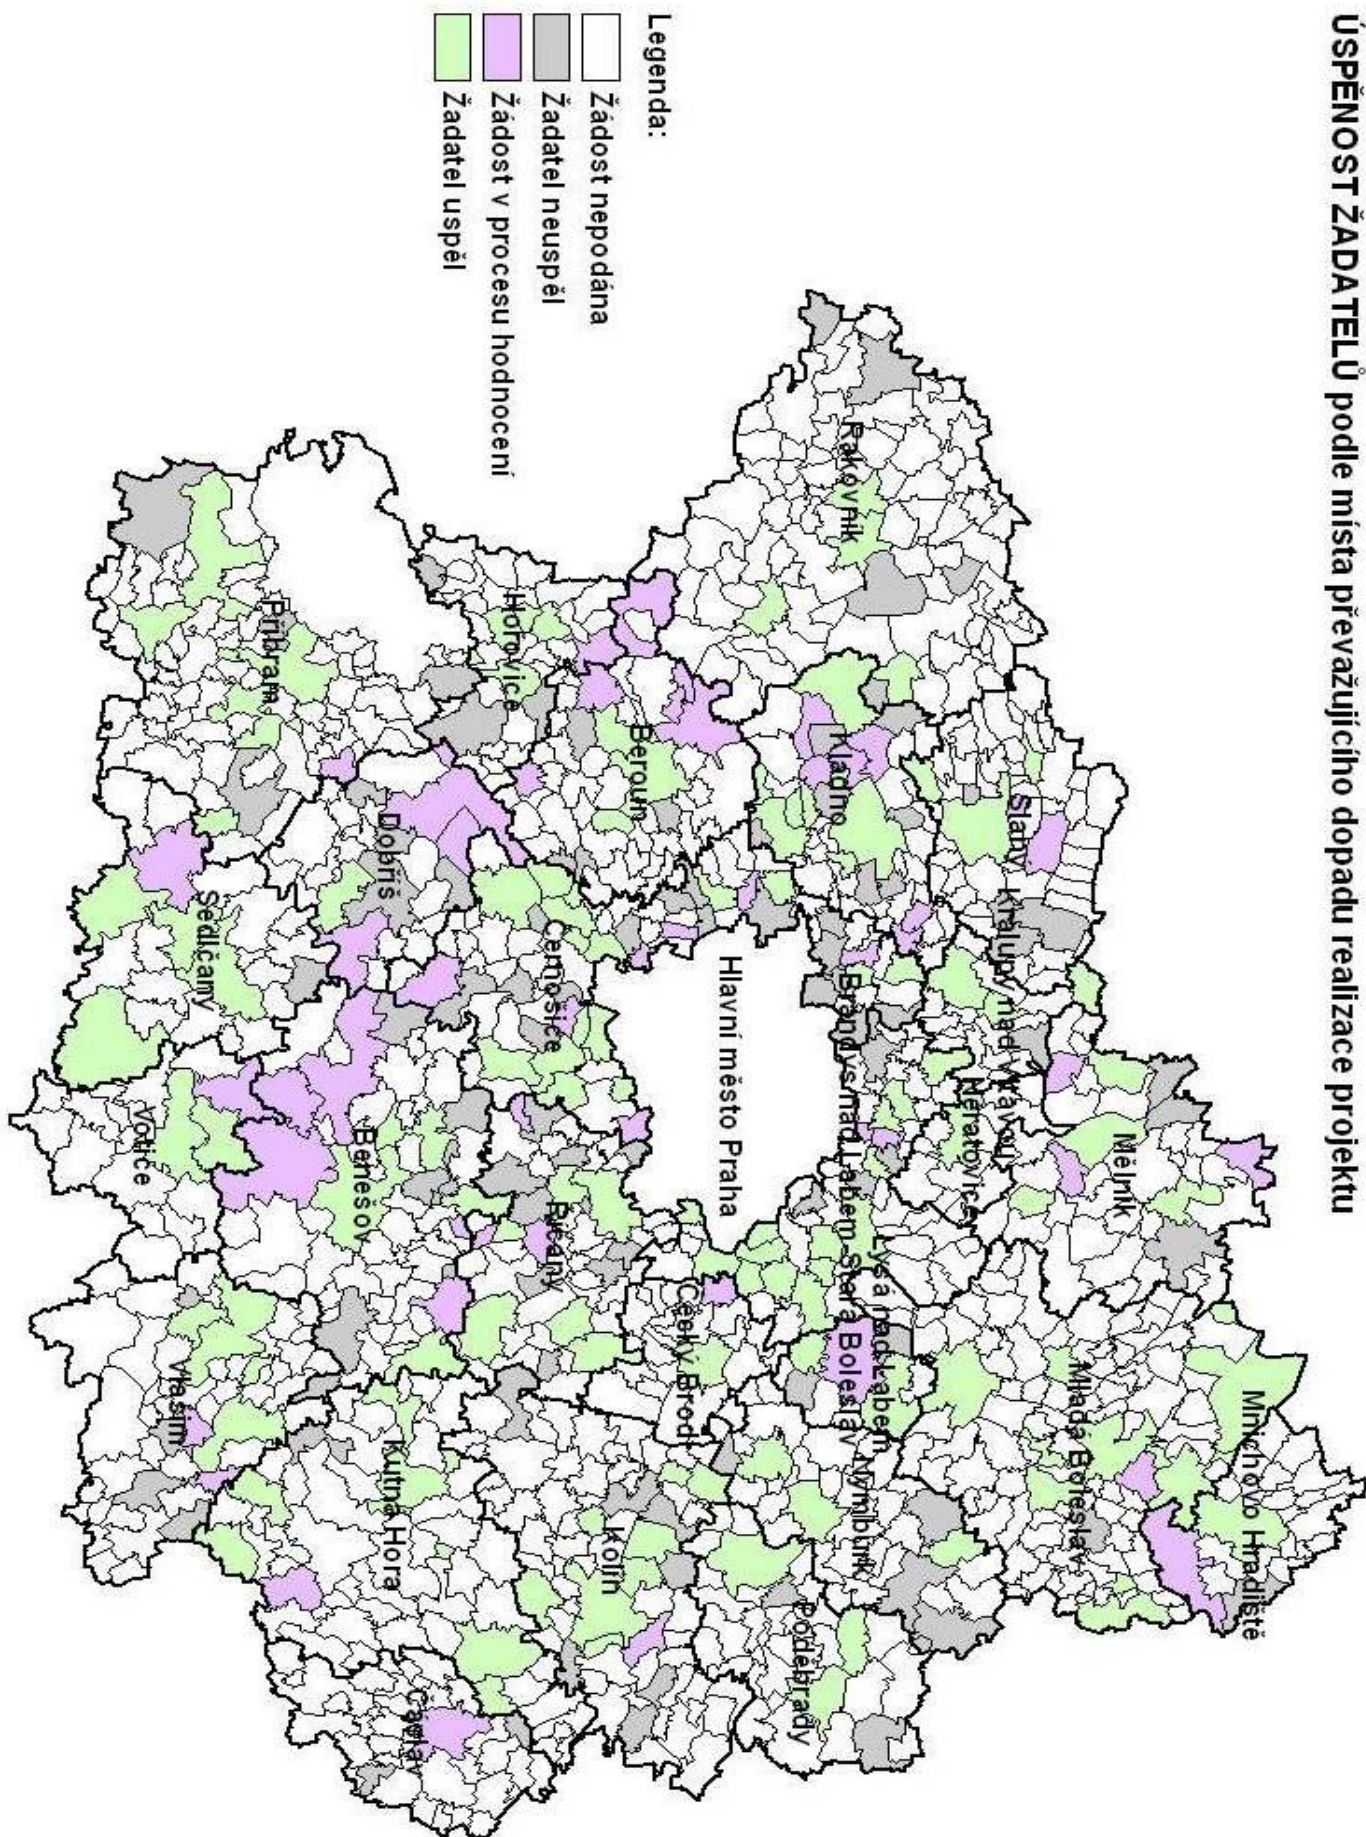 ÚSPĚNOST ŽADATELŮ podle místa převažujícího dopadu realizace projektu
Legenda:
Žádost nepodána
Žadatel neuspěl
Žádost v procesu hodnocení
Žadatel uspěl
Mnichovo Hradiště
Mělník
Mladá Boleslav
Slaný
Kralupy nad Vltavou
Neratovice
Rakovník
Kladno
Brandýs nad Labem-Stará Boleslav
Lysá nad Labem
Nymburk
Poděbrady
Hlavní město Praha
Beroun
Český Brod
Hořovice
Černošice
Říčany
Kolín
Dobříš
Benešov
Kutná Hora
Čáslav
Příbram
Sedlčany
Votice
Vlašim